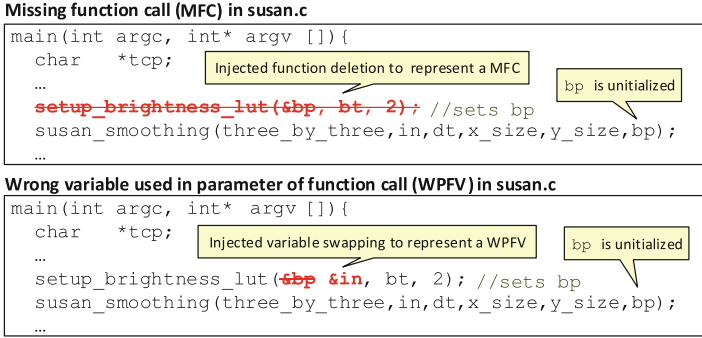 Missing function call (MFC) in susan.c
main(int argc, int* argv []){
char *tcp;
Injected function deletion to represent a MFC
…
bp is unitialized
setup_brightness_lut(&bp, bt, 2); //sets bp
susan_smoothing(three_by_three,in,dt,x_size,y_size,bp);
…
Wrong variable used in parameter of function call (WPFV) in susan.c
main(int argc, int* argv []){
char *tcp;
Injected variable swapping to represent a WPFV
bp is unitialized
…
setup_brightness_lut(&bp &in, bt, 2); //sets bp
susan_smoothing(three_by_three,in,dt,x_size,y_size,bp);
…